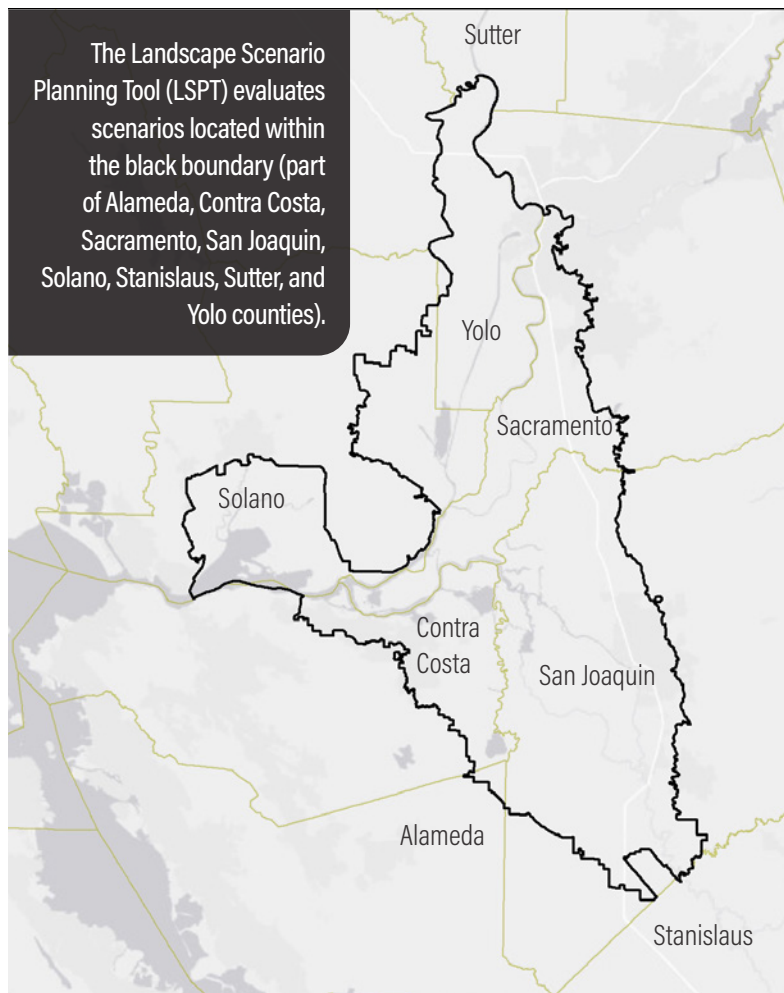 The Landscape Scenario
Planning Tool (LSPT) evaluates
scenarios located within
the black boundary (part
of Alameda, Contra Costa,
Sacramento, San Joaquin,
Solano, Stanislaus, Sutter, and
Yolo counties).
Sutter
Yolo
Sacramento
Solano
Contra
Costa
San Joaquin
Alameda
Stanislaus